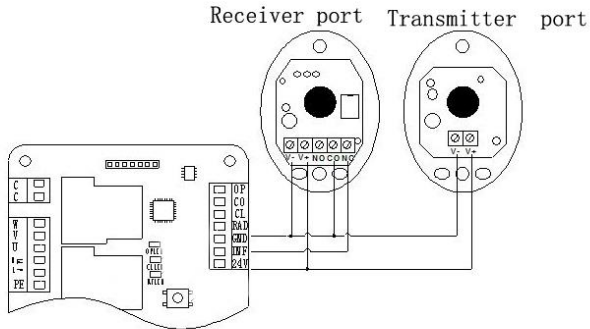 Receiver port
Transmitter port
V- V+ NO CO NC
V- V+
C
C
W
V
U
PE
OP
CO
CL
RAD
GND
INF
24V